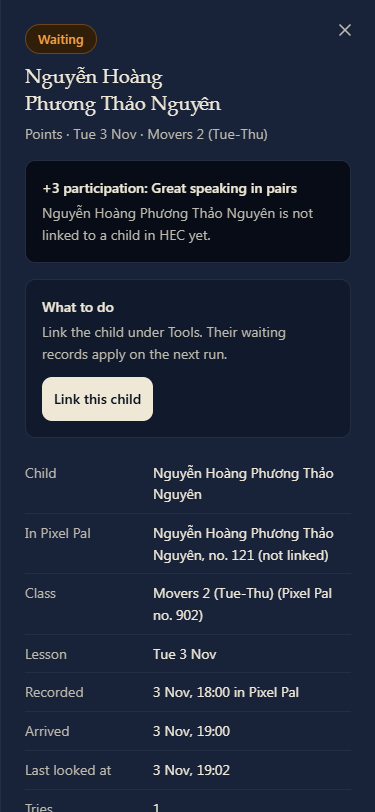 Waiting
Nguyễn Hoàng
Phương Thảo Nguyên
Points · Tue 3 Nov · Movers 2 (Tue-Thu)
+3 participation: Great speaking in pairs
Nguyễn Hoàng Phương Thảo Nguyên is not
linked to a child in HEC yet.
What to do
Link the child under Tools. Their waiting
records apply on the next run.
Link this child
Child
Nguyễn Hoàng Phương Thảo
Nguyên
In Pixel Pal
Nguyễn Hoàng Phương Thảo
Nguyên, no. 121 (not linked)
Class
Movers 2 (Tue-Thu) (Pixel Pal
no. 902)
Lesson
Tue 3 Nov
Recorded
3 Nov, 18:00 in Pixel Pal
Arrived
3 Nov, 19:00
Last looked at
3 Nov, 19:02
Tries
1